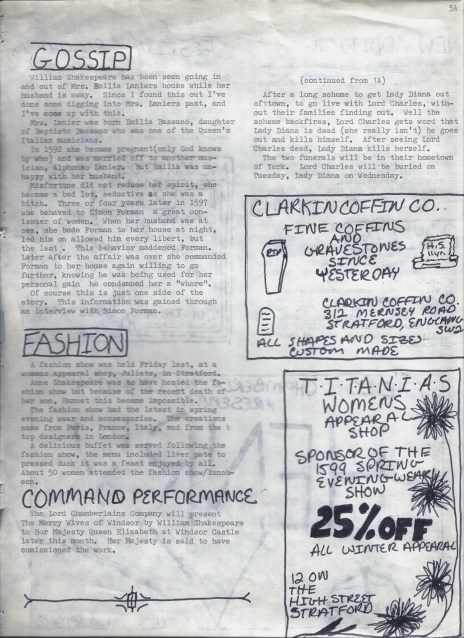 3A
GOSSIP
William Shakespeare has been seen going in
and out of Mrs. Emilia Laniers house while her
husband is away. Since I found this out I've
done some digging into Mrs. Laniers past, and
I've come up with this.
Mrs. Lanier was born Emilia Bassano, daughter
of Baptiste Bassano who was one of the Queen's
Italian musicians.
In 1592 she became pregnant(only God knows
by who) and was married off to another mus-
ician, Alphonso Lanier. But Emilia was un-
happy with her husband.
Misfortune did not reduce her spirit, she
became a bad lot, seductive as she was a
bitch. Three or four years later in 1597
she behaved to Simon Forman a great con-
issuer of women. When her husband was at
sea, she bade Forman to her house at night,
led him on allowed him every libert, but
the last. This behavior saddened Forman.
Later after the affair was over she commanded
Forman to her house again willing to go
farther, knowing he was being used for her
personal gain he condemned her a "whore".
Of course this is just one side of the
story. This information was gained through
an interview with Simon Forman.
FASHION
A fashion show was held Friday last, at a
womens appearal shop, Juliets, in Stratford.
Anne Shakespeare was to have hosted the fa-
shion show but because of the recent death of
her son, Hamnet this became impossible.
The fashion show had the latest in spring
evening wear and accessories. The creations
came from Paris, France, Italy, and from the
top designers in London.
A delicious buffet was served following the
fashion show, the menu included liver pate to
pressed duck it was a feast enjoyed by all.
About 50 women attended the fashion show/lunch-
eon.
COMMAND PERFORMANCE
The Lord Chamberlains Company will present
The Merry Wives of Windsor by William Shakespeare
to Her Majesty Queen Elizabeth at Windsor Castle
later this month. Her Majesty is said to have
comissioned the work.
(continued from 1A)
After a long scheme to get Lady Diana out
of town, to go live with Lord Charles, with-
out their families finding out. Well the
scheme backfires, Lord Charles gets word that
Lady Diana is dead (she really isn't) he goes
out and kills himself. After seeing Lord
Charles dead, Lady Diana kills herself.
The two funerals will be in their hometown
of York. Lord Charles will be buried on
Tuesday, Lady Diana on Wednesday.
CLARKIN COFFIN CO.
FINE COFFINS
AND
GRAVESTONES
SINCE
YESTERDAY
RIP
H.S.
CLARKIN COFFIN CO.
312 MERNSEY ROAD
STRATFORD, ENGLAND
SW2
ALL SHAPES AND SIZES
CUSTOM MADE
T·I·T·A·N·I·A·S
WOMENS
APPEARAL
SHOP
SPONSOR OF THE
1599 SPRING
EVENING WEAR
SHOW
25% OFF
ALL WINTER APPEARAL
12 ON
THE
HIGH STREET
STRATFORD